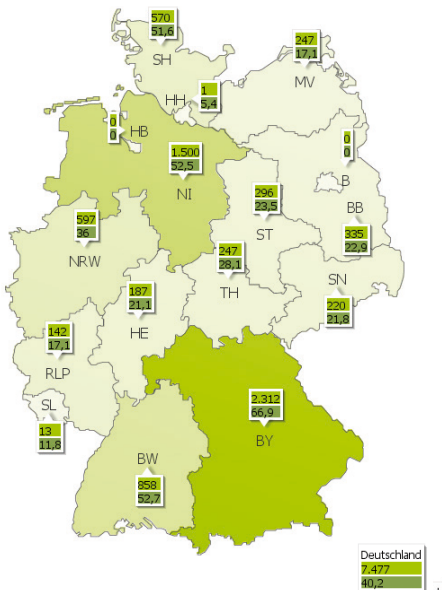 570
51,6
SH
247
17,1
MV
HH
1
5,4
0
0
HB
0
0
B
BB
335
22,9
1.500
52,5
NI
296
23,5
ST
597
36
NRW
247
28,1
TH
187
21,1
HE
SN
220
21,8
142
17,1
RLP
SL
13
11,8
2.312
66,9
BY
BW
858
52,7
Deutschland
7.477
40,2